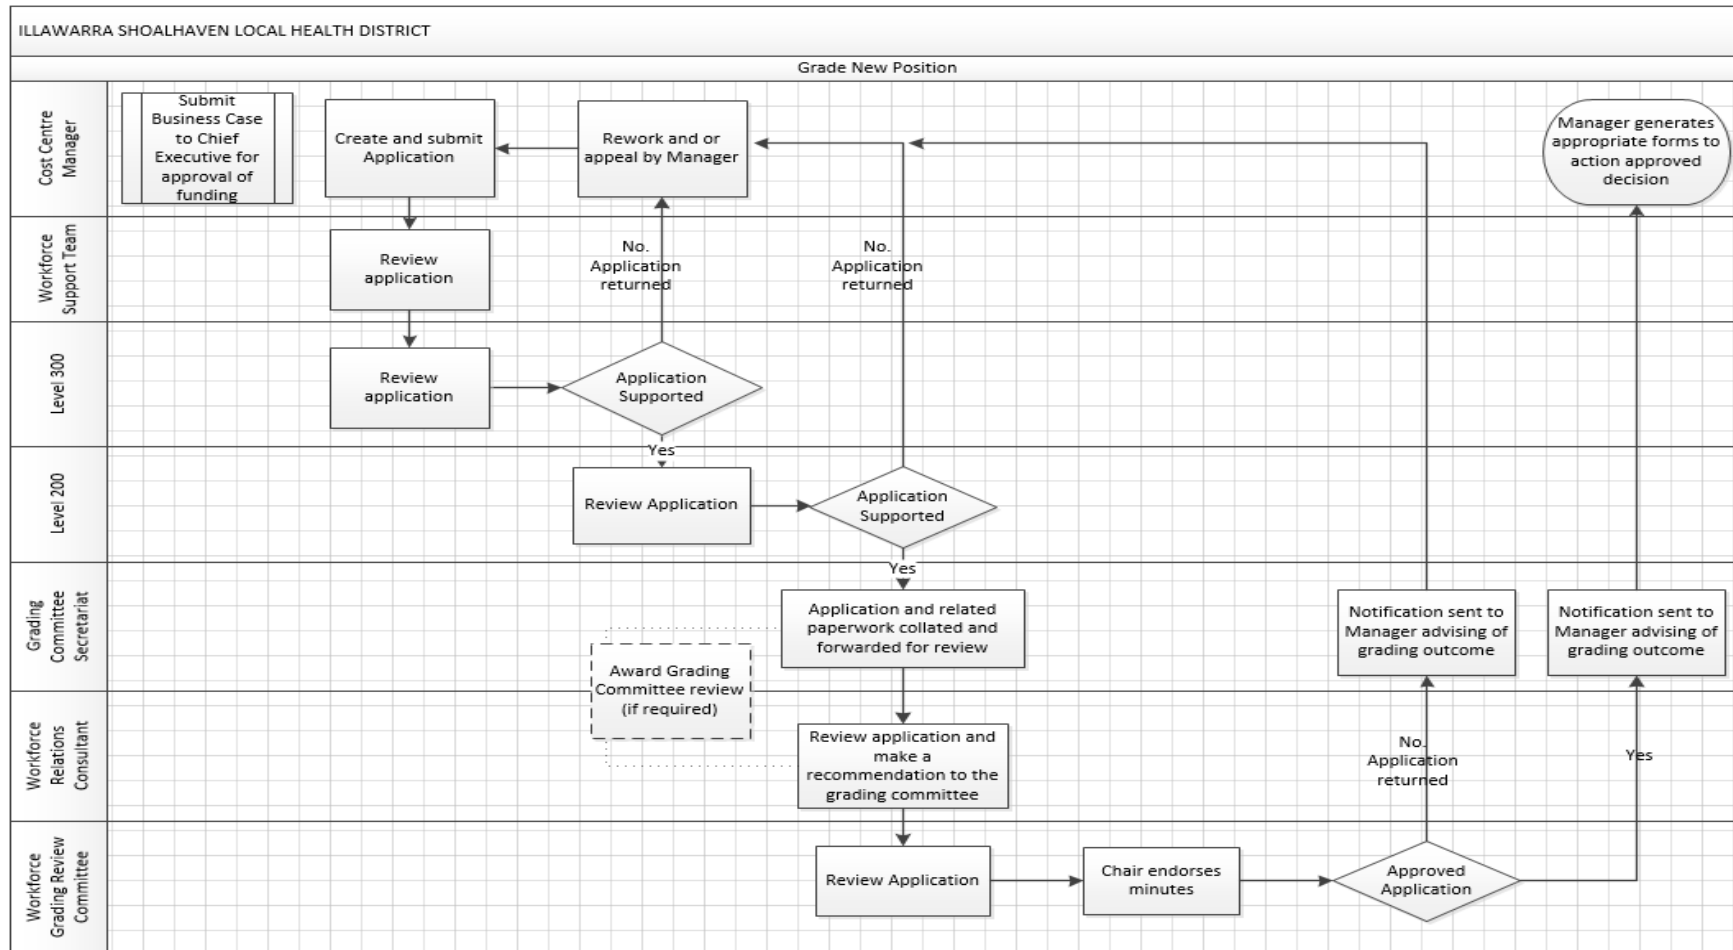 ILLAWARRA SHOALHAVEN LOCAL HEALTH DISTRICT
Grade New Position
Cost Centre
Manager
Submit
Business Case
to Chief
Executive for
approval of
funding
Create and submit
Application
Rework and or
appeal by Manager
Manager generates
appropriate forms to
action approved
decision
Workforce
Support Team
Review
application
No.
Application
returned
No.
Application
returned
Level 300
Review
application
Application
Supported
Yes
Level 200
Review Application
Application
Supported
Yes
Grading
Committee
Secretariat
Application and related
paperwork collated and
forwarded for review
Notification sent to
Manager advising of
grading outcome
Notification sent to
Manager advising of
grading outcome
Award Grading
Committee review
(if required)
Workforce
Relations
Consultant
Review application and
make a
recommendation to the
grading committee
No.
Application
returned
Yes
Workforce
Grading Review
Committee
Review Application
Chair endorses
minutes
Approved
Application